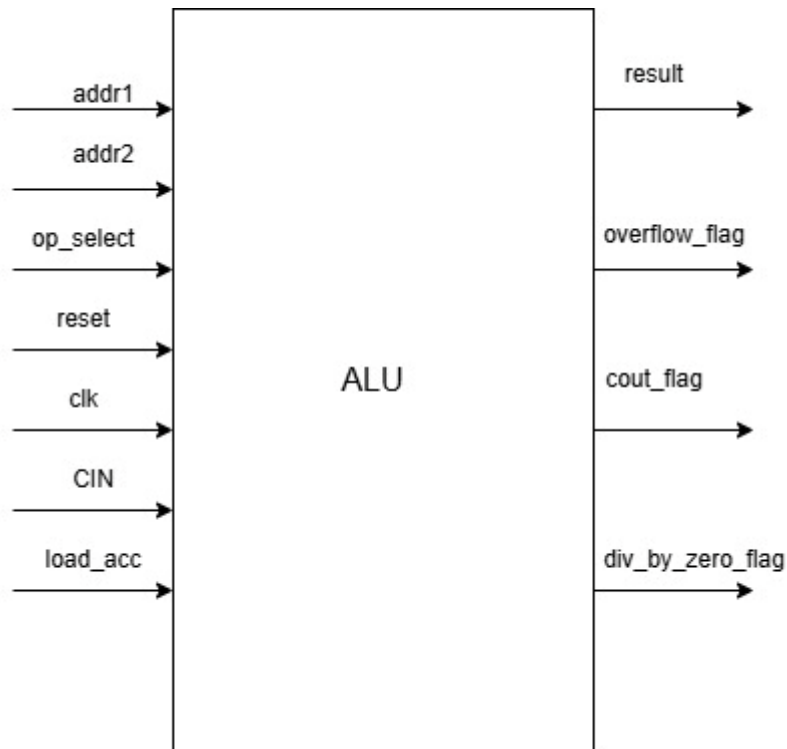 addr1
addr2
op_select
reset
clk
CIN
load_acc
ALU
result
overflow_flag
cout_flag
div_by_zero_flag